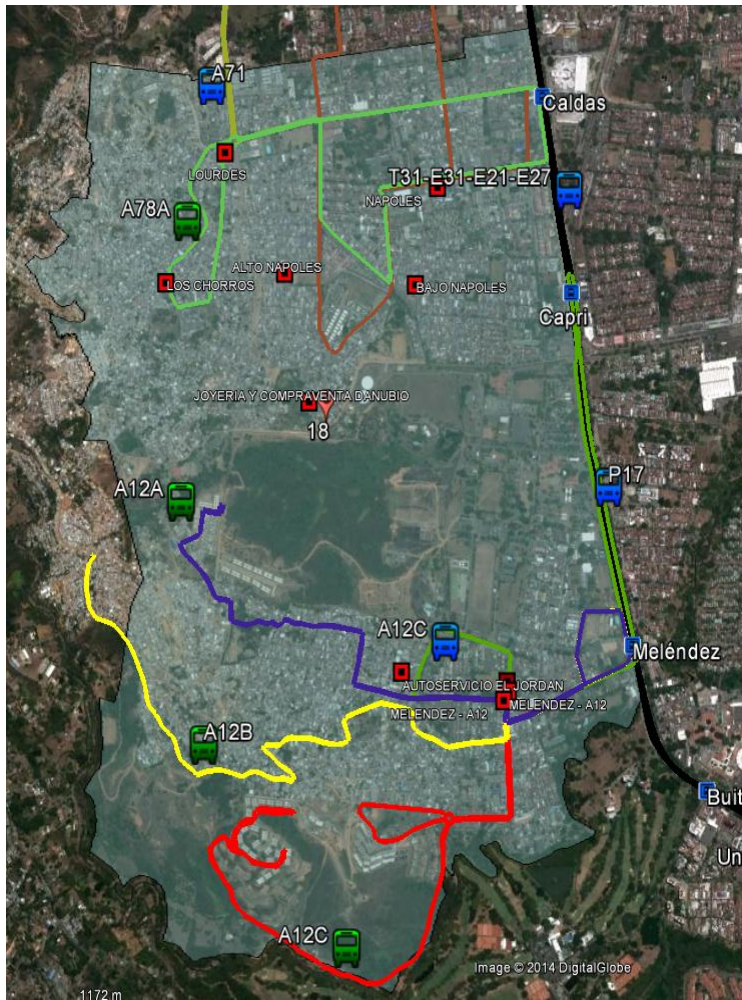 A71
Caldas
LOURDES
T31-E31-E21-E27
NAPOLES
A78A
ALTO NAPOLES
LOS CHORROS
BAJO NAPOLES
Capri
JOYERIA Y COMPRAVENTA DANUBIO
18
P17
A12A
A12C
Meléndez
AUTOSERVICIO EL JORDAN
MELENDEZ - A12
MELENDEZ - A12
A12B
Buit
Un
A12C
Image © 2014 DigitalGlobe
1172 m